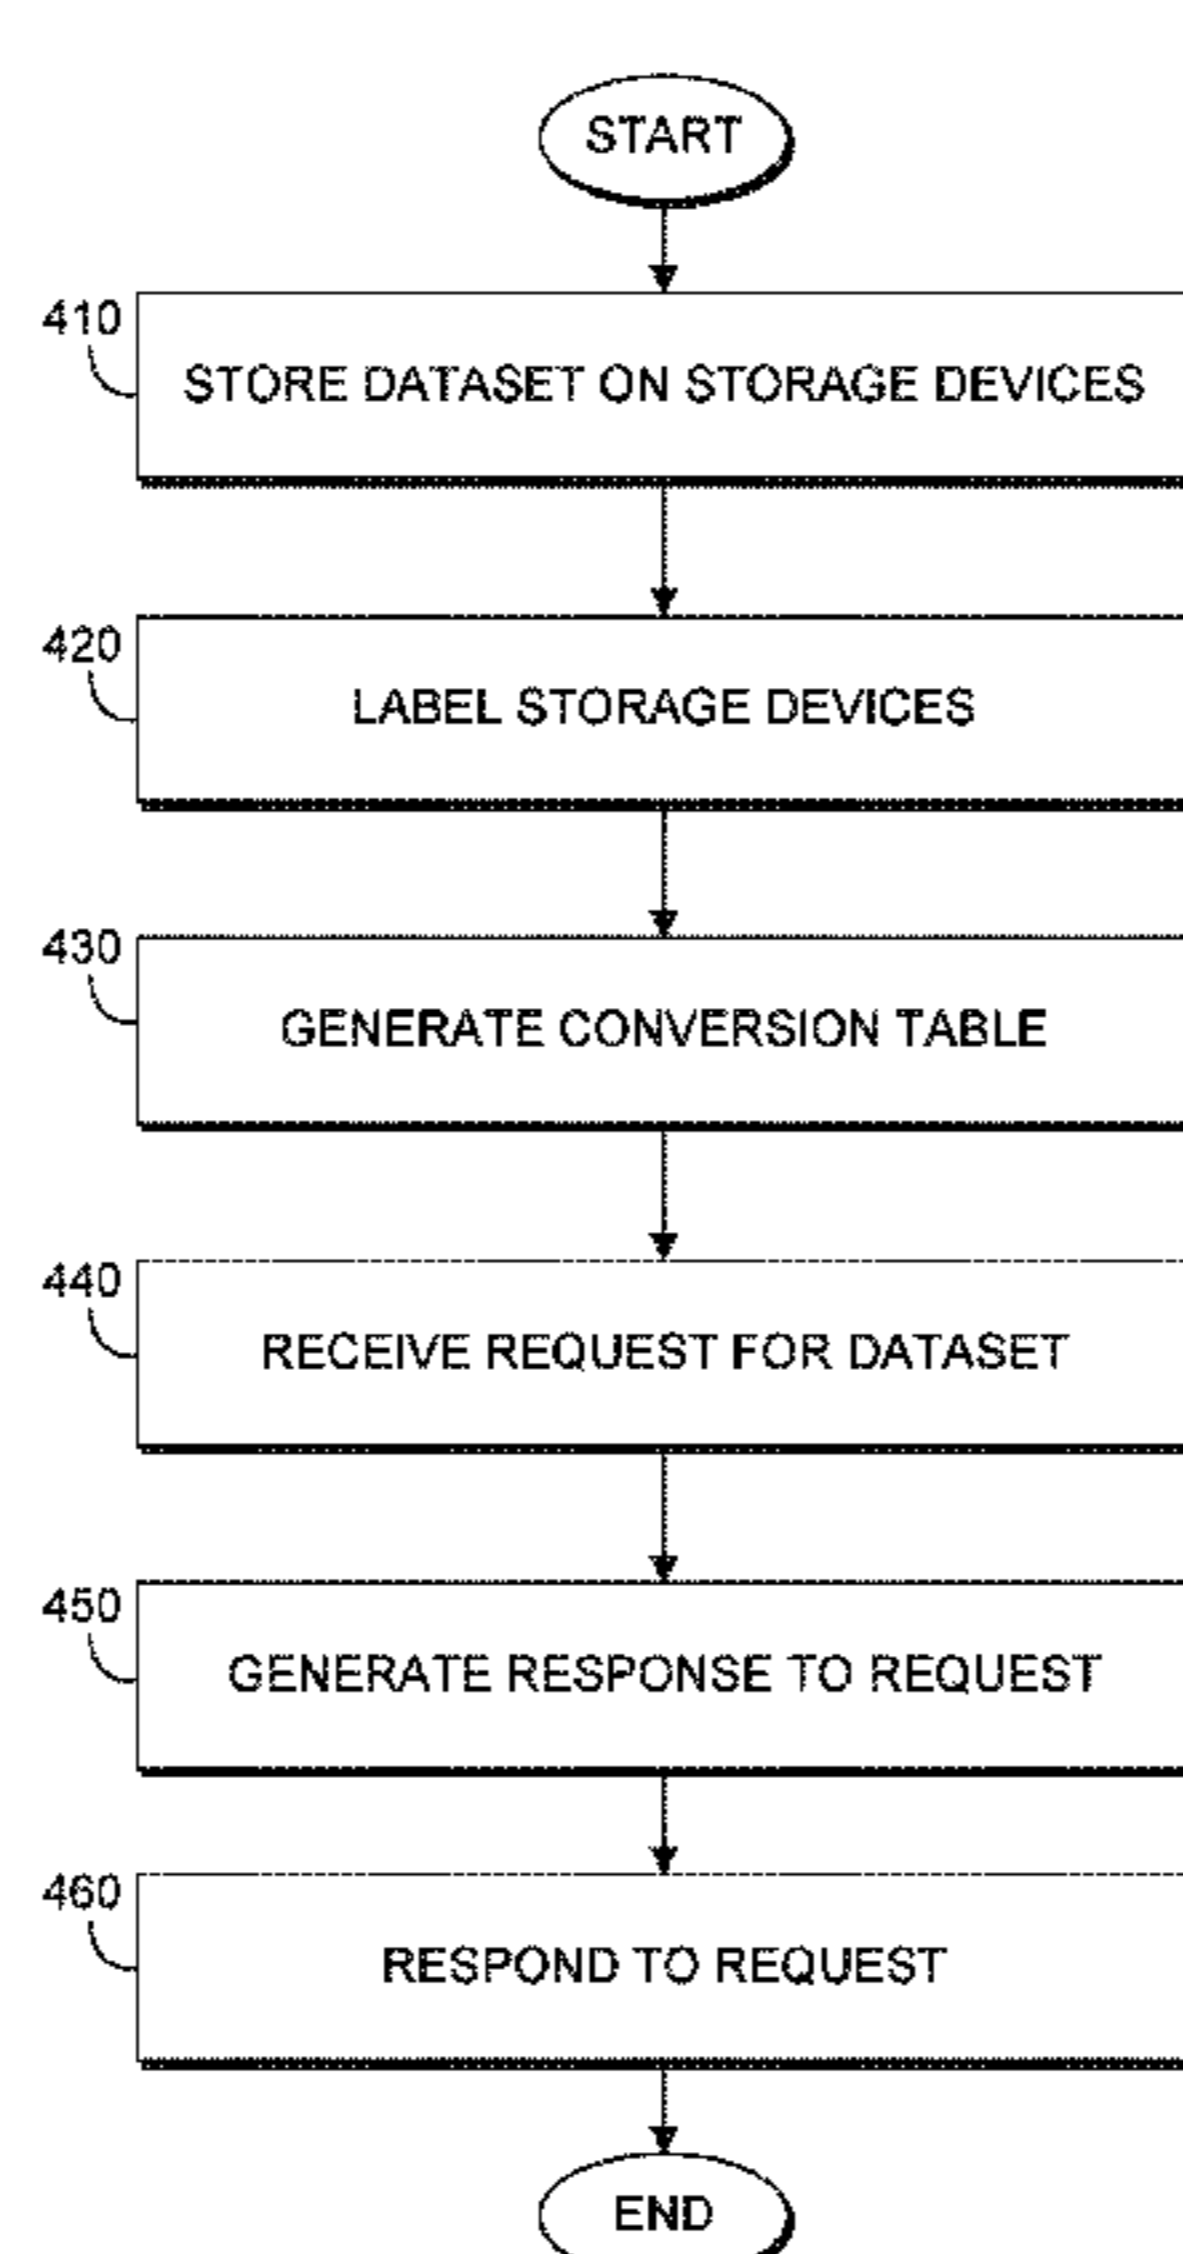 START
410
STORE DATASET ON STORAGE DEVICES
420
LABEL STORAGE DEVICES
430
GENERATE CONVERSION TABLE
440
RECEIVE REQUEST FOR DATASET
450
GENERATE RESPONSE TO REQUEST
460
RESPOND TO REQUEST
END